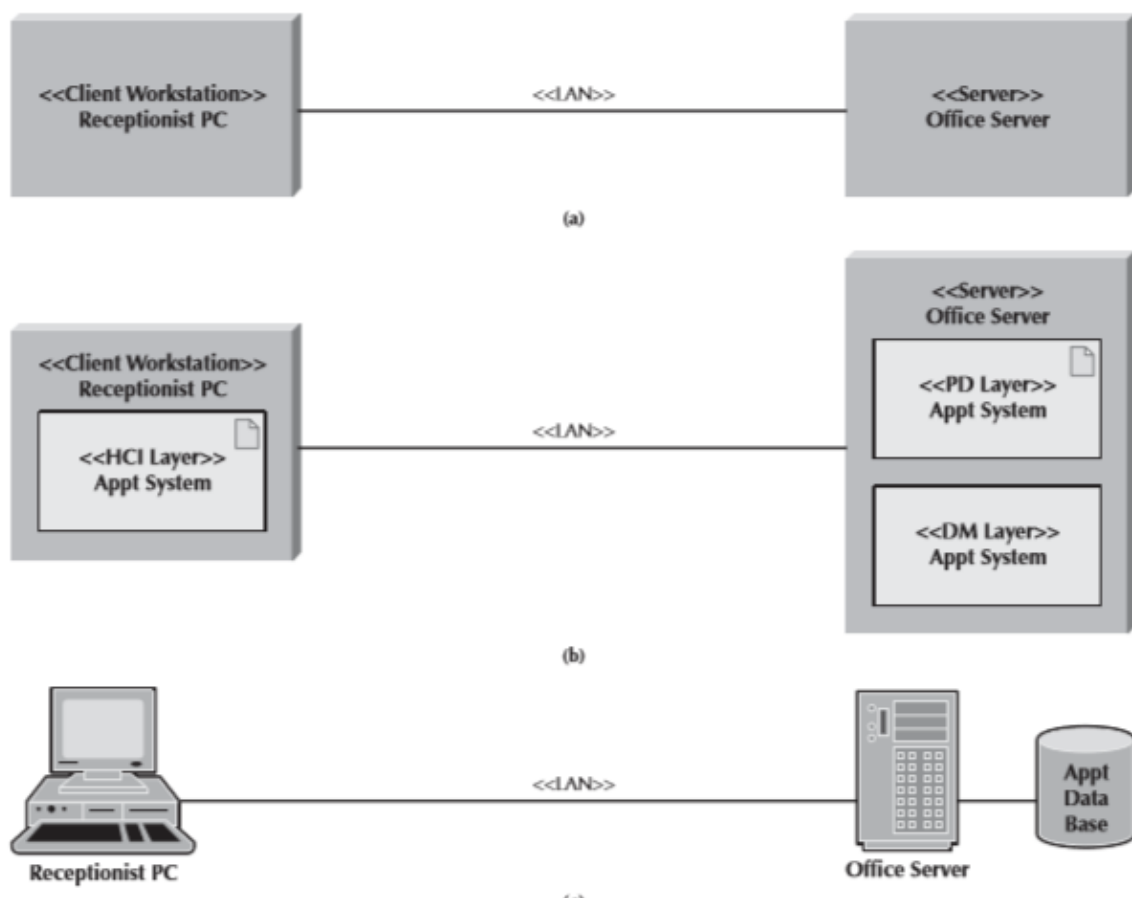 <<Client Workstation>>
Receptionist PC
<<LAN>>
<<Server>>
Office Server
(a)
<<Client Workstation>>
Receptionist PC
<<HCI Layer>>
Appt System
<<LAN>>
<<Server>>
Office Server
<<PD Layer>>
Appt System
<<DM Layer>>
Appt System
(b)
<<LAN>>
Appt
Data
Base
Receptionist PC
Office Server